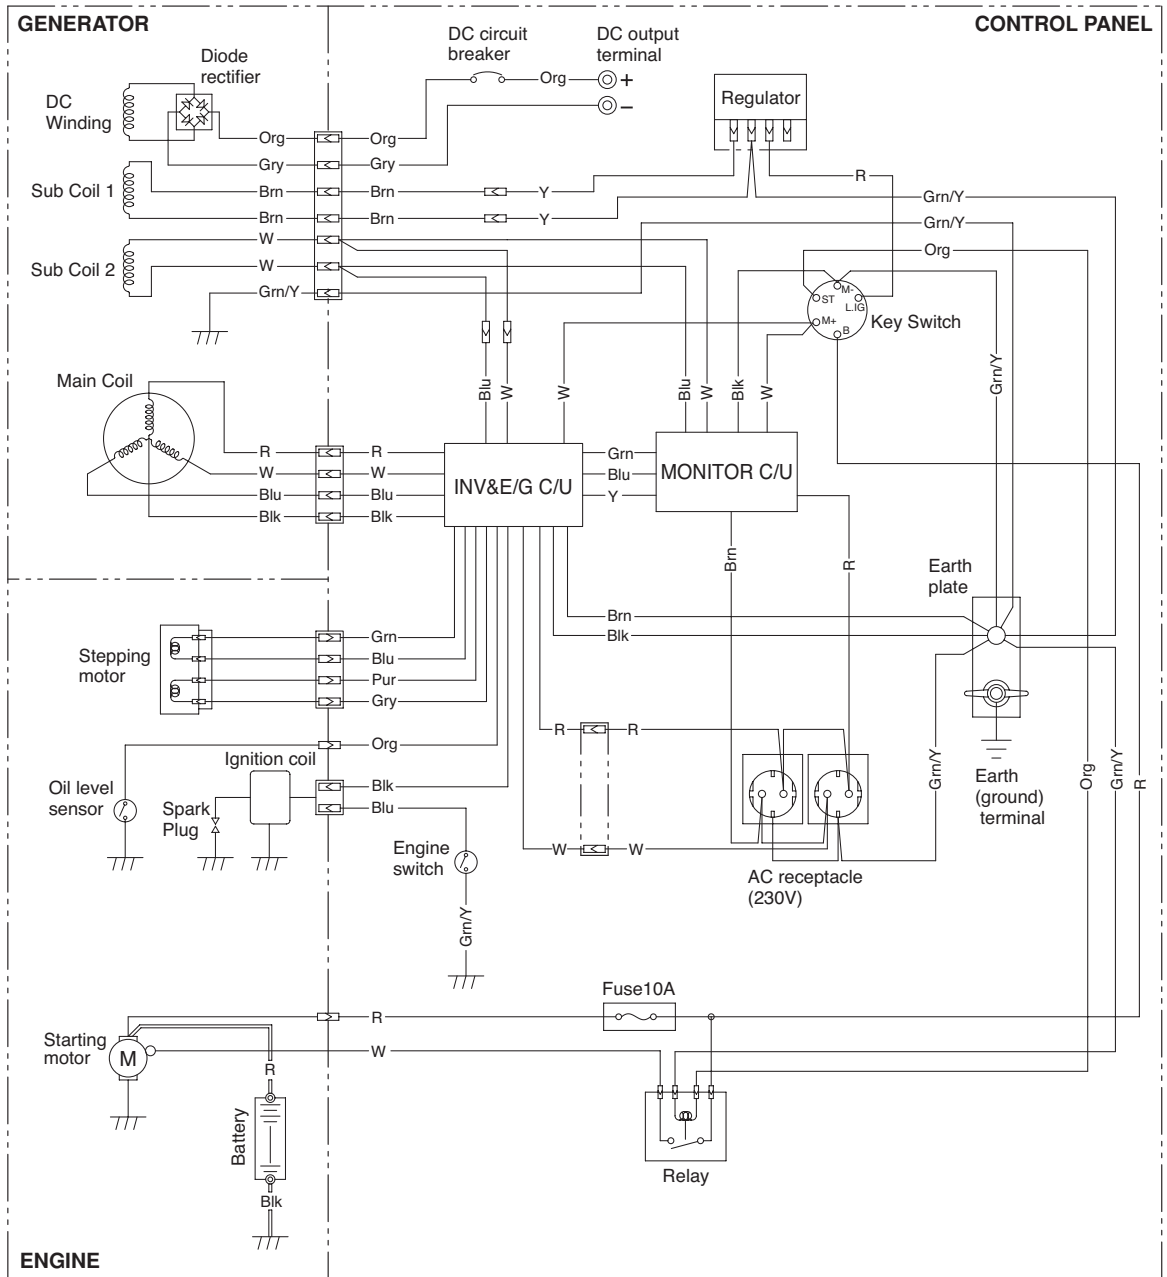 GENERATOR
CONTROL PANEL
DC circuit
breaker
DC output
terminal
Org
+
−
Diode
rectifier
DC
Winding
Regulator
Org
Org
Gry
Gry
R
Sub Coil 1
Brn
Brn
Y
Grn/Y
Brn
Brn
Y
Grn/Y
W
Org
Sub Coil 2
W
Grn/Y
M-
ST
L.IG
M+
B
Key Switch
Main Coil
Blu
W
W
Blu
W
Blk
W
Grn/Y
R
R
W
W
Blu
Blu
Blk
Blk
INV&E/G C/U
Grn
Blu
Y
MONITOR C/U
Brn
R
Earth
plate
Brn
Blk
Stepping
motor
Grn
Blu
Pur
Gry
R
R
Org
Ignition coil
Oil level
sensor
Spark
Plug
Blk
Blu
Engine
switch
Grn/Y
W
W
AC receptacle
(230V)
Grn/Y
Earth
(ground)
terminal
Org
Grn/Y
R
Fuse10A
Starting
motor
M
R
W
R
Battery
Blk
Relay
ENGINE